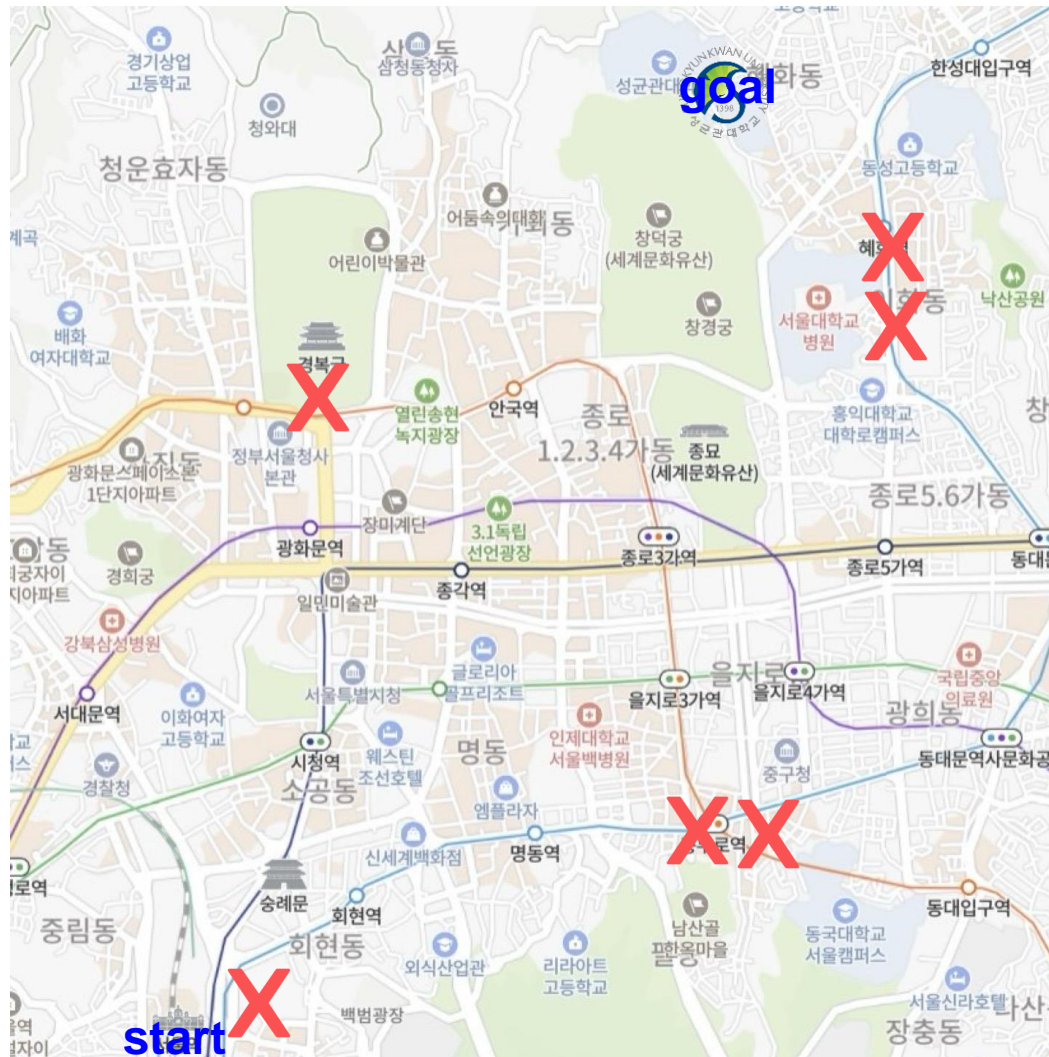 경기상업
고등학교
삼청동청사
성균관대
goal
1398
성균관대학교
한성대입구역
청와대
동성고등학교
청운효자동
어둠속의대화
어린이박물관
창덕궁
(세계문화유산)
계곡
X
X
낙산공원
배화
여자대학교
창경궁
서울대학교
병원
X
열린송현
녹지광장
안국역
종로
1.2.3.4가동
홍익대학교
대학로캠퍼스
창
정부서울청사
본관
광화문스페이스본
1단지아파트
종묘
(세계문화유산)
장미계단
종로5.6가동
광화문역
3.1독립
선언광장
경희궁
종로3가역
종로5가역
동대문
일민미술관
종각역
강북삼성병원
글로리아
골프리조트
서울특별시청
을지로3가역
을지로4가역
국립중앙
의료원
서대문역
이화여자
고등학교
광희동
인제대학교
서울백병원
웨스틴
조선호텔
명동
시청역
중구청
동대문역사문화공
경찰청
소공동
엠플라자
X
X
로역
신세계백화점
명동역
숭례문
회현역
동대입구역
중림동
회현동
남산골
한옥마을
동국대학교
서울캠퍼스
외식산업관
리라아트
고등학교
X
서울신라호텔
백범광장
start
장충동